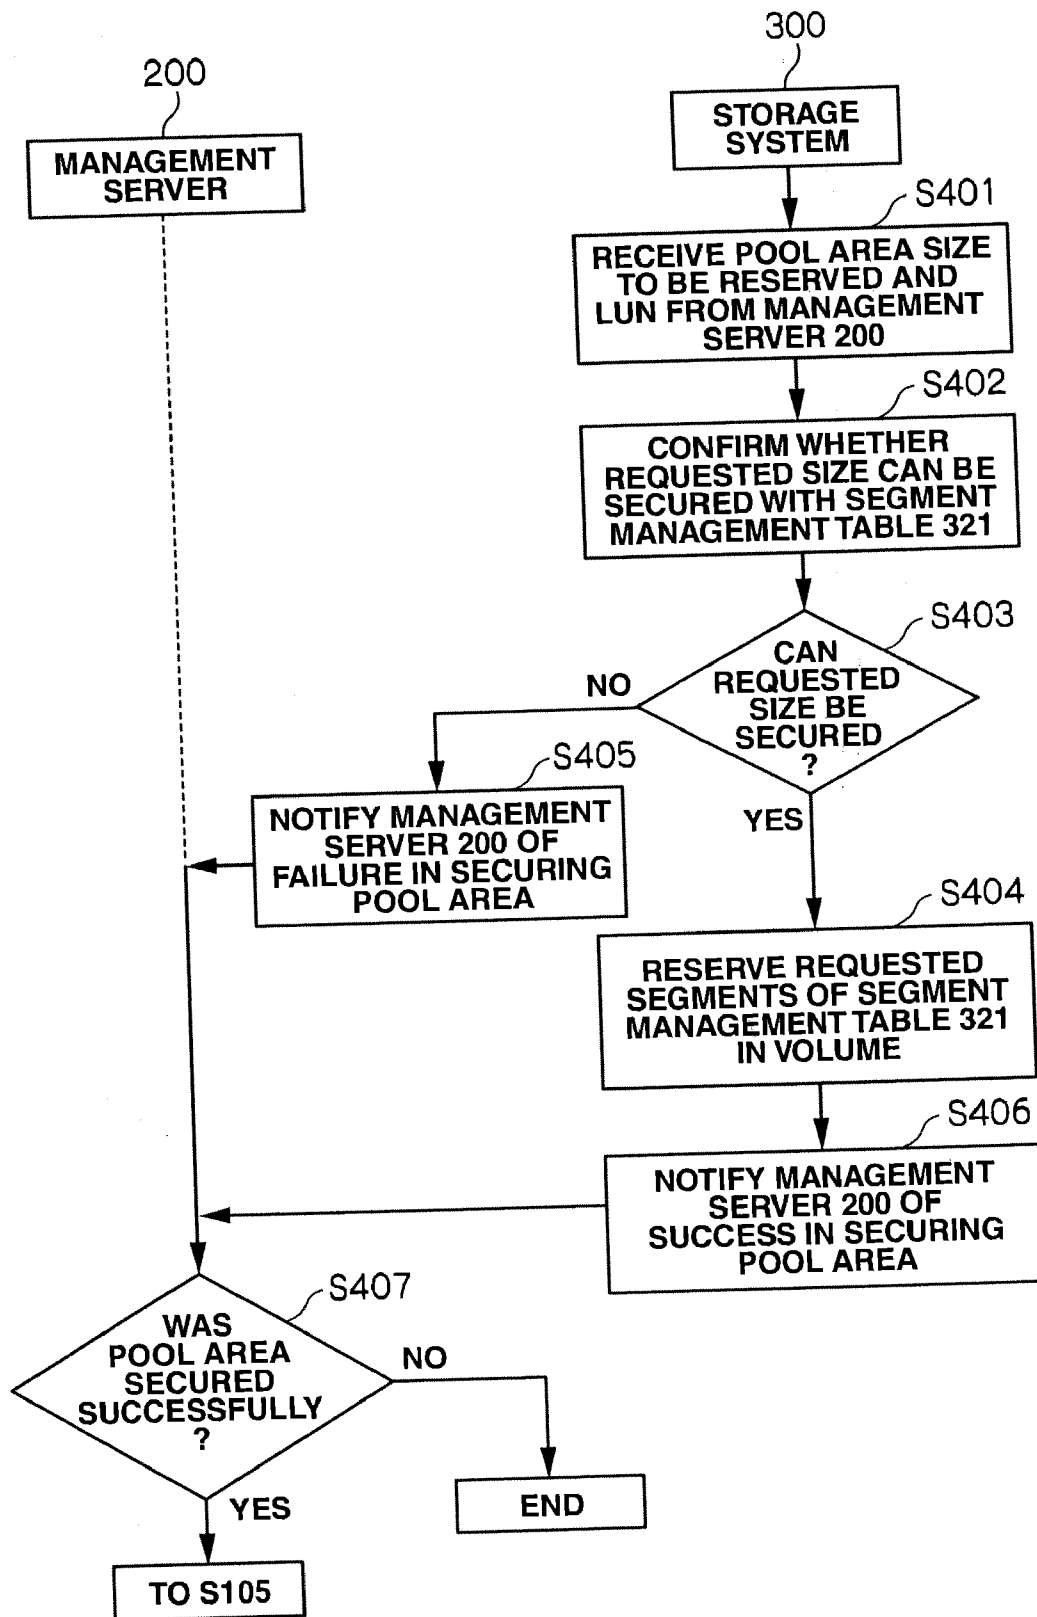 300
200
STORAGE
SYSTEM
MANAGEMENT
SERVER
S401
RECEIVE POOL AREA SIZE
TO BE RESERVED AND
LUN FROM MANAGEMENT
SERVER 200
S402
CONFIRM WHETHER
REQUESTED SIZE CAN BE
SECURED WITH SEGMENT
MANAGEMENT TABLE 321
S403
CAN
REQUESTED
SIZE BE
SECURED
?
NO
YES
S405
NOTIFY MANAGEMENT
SERVER 200 OF
FAILURE IN SECURING
POOL AREA
S404
RESERVE REQUESTED
SEGMENTS OF SEGMENT
MANAGEMENT TABLE 321
IN VOLUME
S406
NOTIFY MANAGEMENT
SERVER 200 OF
SUCCESS IN SECURING
POOL AREA
S407
WAS
POOL AREA
SECURED
SUCCESSFULLY
?
NO
YES
END
TO S105